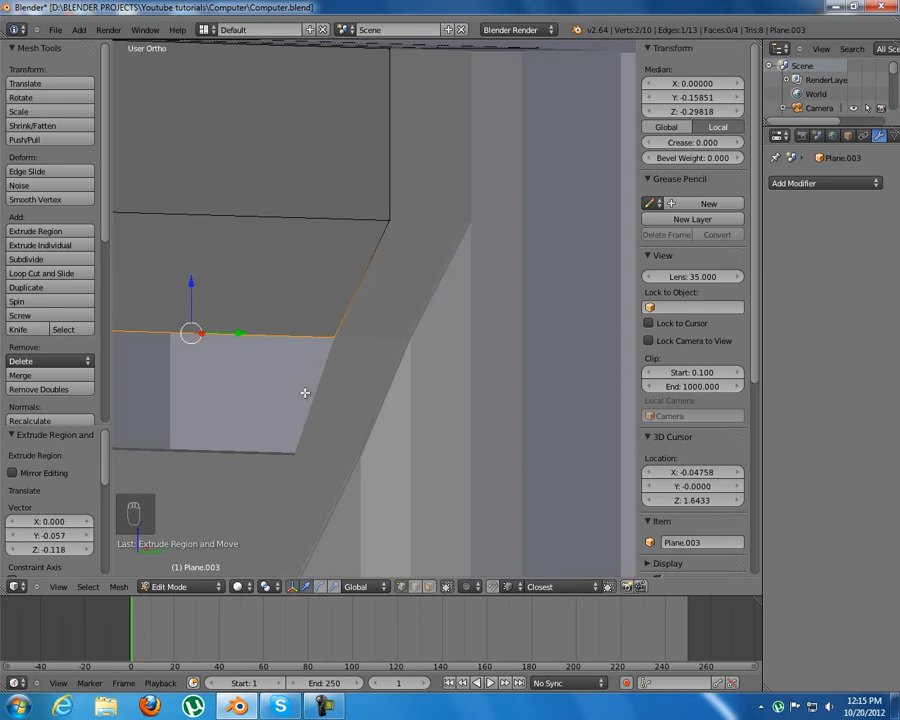 Blender* [D:\BLENDER PROJECTS\Youtube tutorials\Computer\Computer.blend]
File Add Render Window Help Default Scene Blender Render v2.64 | Verts:2/10 | Edges:1/13 | Faces:0/4 | Tris:8 | Plane.003
Mesh Tools
Transform:
Translate
Rotate
Scale
Shrink/Fatten
Push/Pull
Deform:
Edge Slide
Noise
Smooth Vertex
Add:
Extrude Region
Extrude Individual
Subdivide
Loop Cut and Slide
Duplicate
Spin
Screw
Knife Select
Remove:
Delete
Merge
Remove Doubles
Normals:
Recalculate
Extrude Region and
Extrude Region
Mirror Editing
Translate
Vector
X: 0.000
Y: -0.057
Z: -0.118
Constraint Axis
User Ortho
Last: Extrude Region and Move
(1) Plane.003
Transform
Median:
X: 0.00000
Y: -0.15851
Z: -0.29818
Global Local
Crease: 0.000
Bevel Weight: 0.000
Grease Pencil
New
New Layer
Delete Frame Convert
View
Lens: 35.000
Lock to Object:
Lock to Cursor
Lock Camera to View
Clip:
Start: 0.100
End: 1000.000
Local Camera:
Camera
3D Cursor
Location:
X: -0.04758
Y: -0.0000
Z: 1.6433
Item
Plane.003
Display
View Search All Sce
Scene
RenderLaye
World
Camera
Plane.003
Add Modifier
View Select Mesh Edit Mode Global Closest
-40 -20 0 20 40 60 80 100 120 140 160 180 200 220 240 260
View Marker Frame Playback Start: 1 End: 250 1 No Sync
12:15 PM
10/20/2012